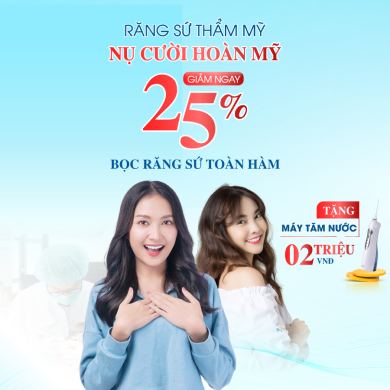 RĂNG SỨ THẨM MỸ
NỤ CƯỜI HOÀN MỸ
GIẢM NGAY
25%
BỌC RĂNG SỨ TOÀN HÀM
TẶNG
MÁY TĂM NƯỚC
02 TRIỆU
VNĐ